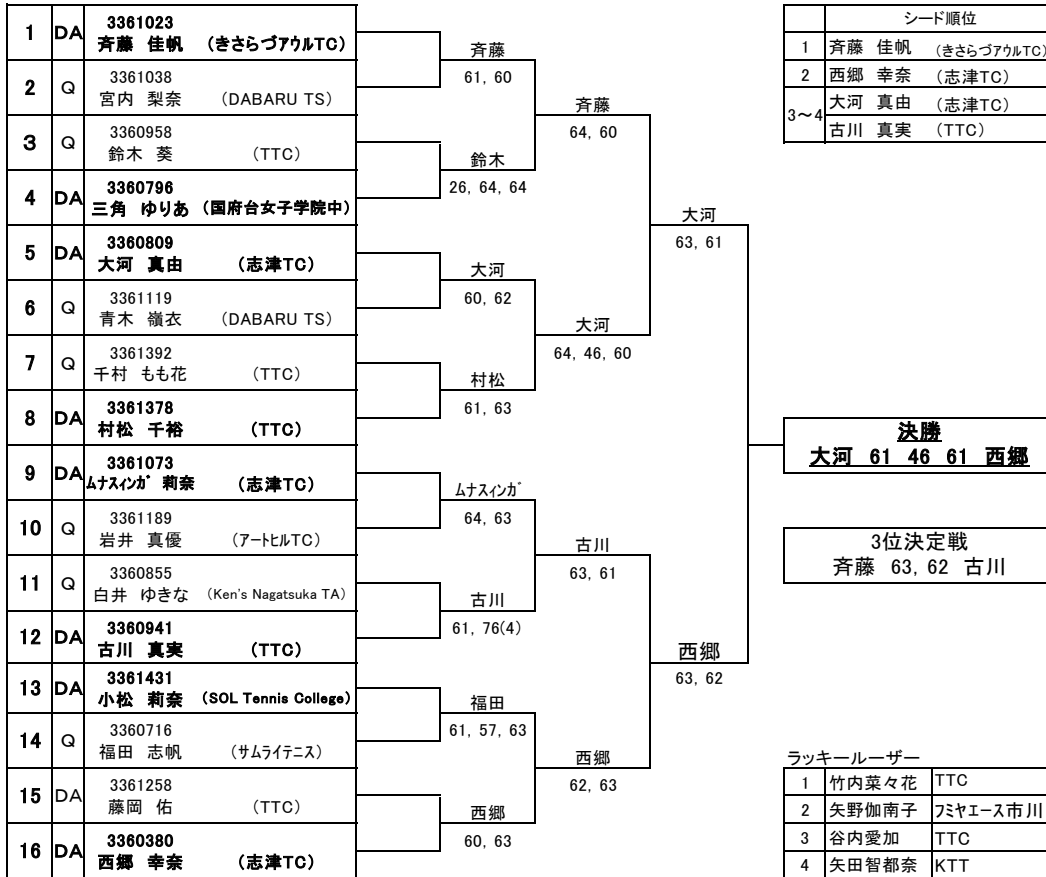 1 DA 3361023
斉藤 佳帆 (きさらづアウルTC)
2 Q 3361038
宮内 梨奈 (DABARU TS)
3 Q 3360958
鈴木 葵 (TTC)
4 DA 3360796
三角 ゆりあ (国府台女子学院中)
5 DA 3360809
大河 真由 (志津TC)
6 Q 3361119
青木 嶺衣 (DABARU TS)
7 Q 3361392
千村 もも花 (TTC)
8 DA 3361378
村松 千裕 (TTC)
9 DA 3361073
ムナスィンガ 莉奈 (志津TC)
10 Q 3361189
岩井 真優 (アートヒルTC)
11 Q 3360855
白井 ゆきな (Ken's Nagatsuka TA)
12 DA 3360941
古川 真実 (TTC)
13 DA 3361431
小松 莉奈 (SOL Tennis College)
14 Q 3360716
福田 志帆 (サムライテニス)
15 DA 3361258
藤岡 佑 (TTC)
16 DA 3360380
西郷 幸奈 (志津TC)
斉藤
61, 60
鈴木
26, 64, 64
大河
60, 62
村松
61, 63
ムナスィンガ
64, 63
古川
61, 76(4)
福田
61, 57, 63
西郷
60, 63
斉藤
64, 60
大河
64, 46, 60
古川
63, 61
西郷
62, 63
大河
63, 61
西郷
63, 62
シード順位
1 斉藤 佳帆 (きさらづアウルTC)
2 西郷 幸奈 (志津TC)
3～4 大河 真由 (志津TC)
古川 真実 (TTC)
決勝
大河 61 46 61 西郷
3位決定戦
斉藤 63, 62 古川
ラッキールーザー
1 竹内菜々花 TTC
2 矢野伽南子 フミヤエース市川
3 谷内愛加 TTC
4 矢田智都奈 KTT